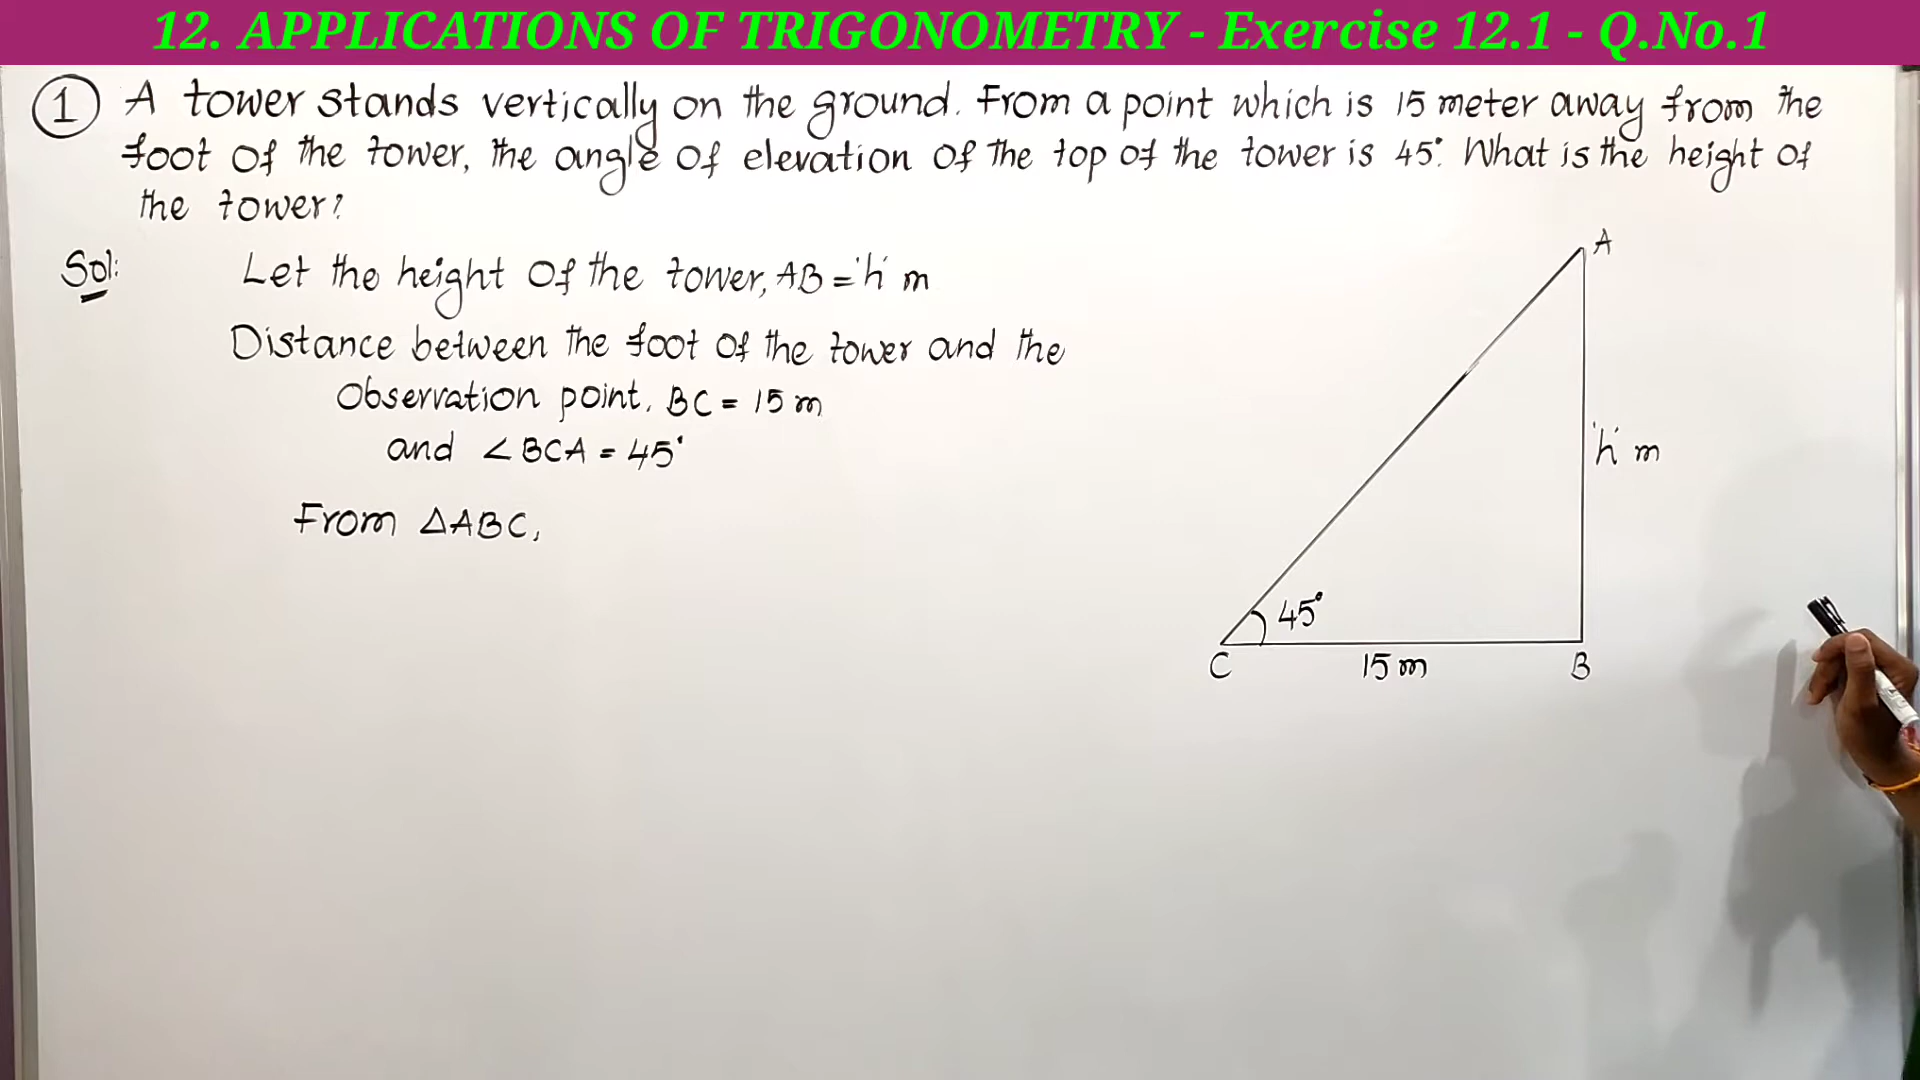 12. APPLICATIONS OF TRIGONOMETRY - Exercise 12.1 - Q.No.1
1 A tower stands vertically on the ground. From a point which is 15 meter away from the
foot of the tower, the angle of elevation of the top of the tower is 45°. What is the height of
the tower?
Sol: Let the height of the tower, AB = 'h' m
Distance between the foot of the tower and the
Observation point, BC = 15 m
and ∠BCA = 45°
From △ABC,
A
'h' m
45°
C 15 m B